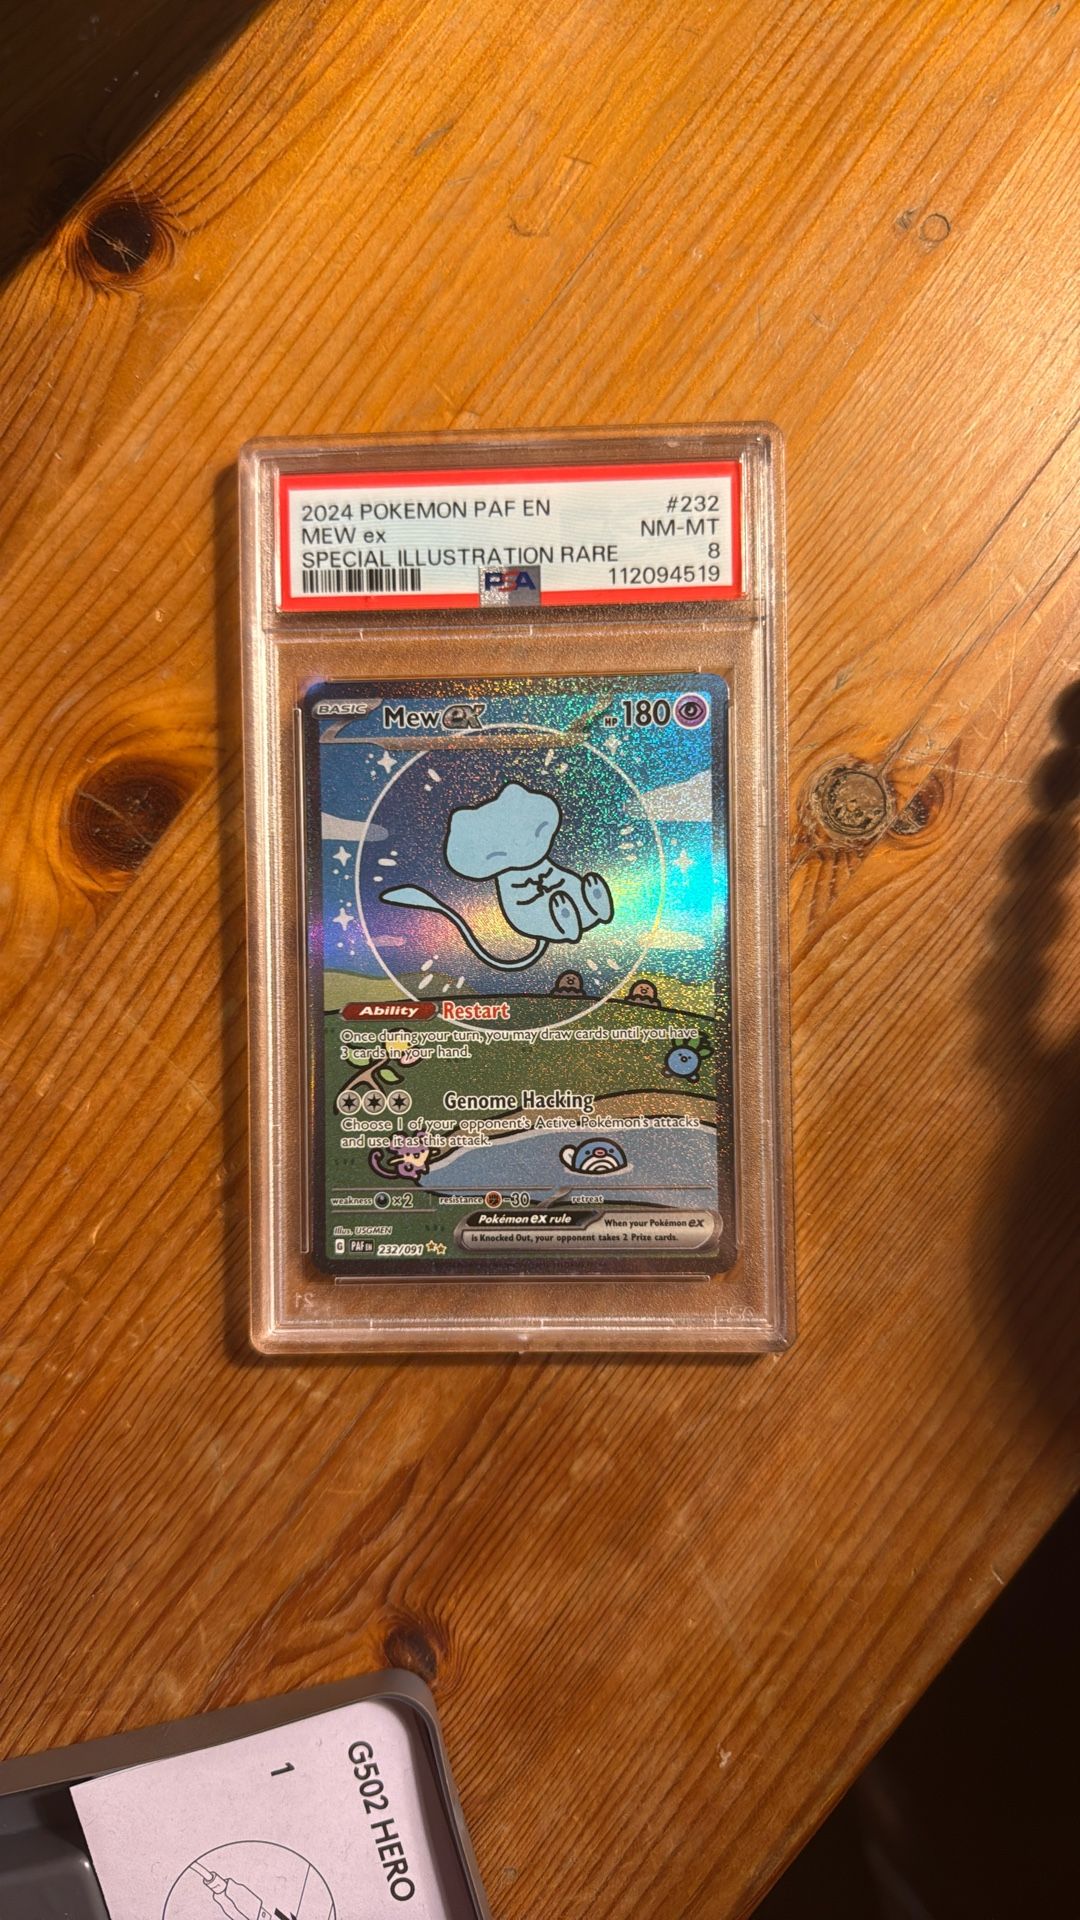 2024 POKEMON PAF EN #232
MEW ex NM-MT
SPECIAL ILLUSTRATION RARE 8
PSA 112094519
BASIC Mew ex HP 180
Ability Restart
Once during your turn, you may draw cards until you have
3 cards in your hand.
Genome Hacking
Choose 1 of your opponent's Active Pokémon's attacks
and use it as this attack.
weakness ×2 resistance -30 retreat
Illus. USGMEN
Pokémon ex rule When your Pokémon ex
is Knocked Out, your opponent takes 2 Prize cards.
G PAF EN 232/091
G502 HERO
1